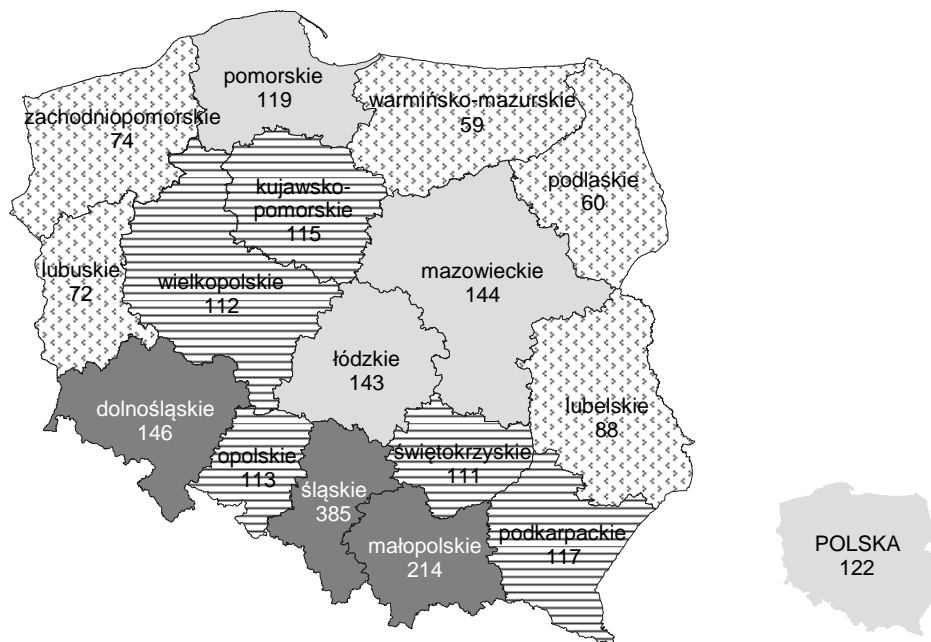 pomorskie
119
warmińsko-mazurskie
59
zachodniopomorskie
74
podlaskie
60
kujawsko-
pomorskie
115
lubuskie
72
wielkopolskie
112
mazowieckie
144
łódzkie
143
dolnośląskie
146
lubelskie
88
opolskie
113
śląskie
385
świętokrzyskie
111
małopolskie
214
podkarpackie
117
POLSKA
122